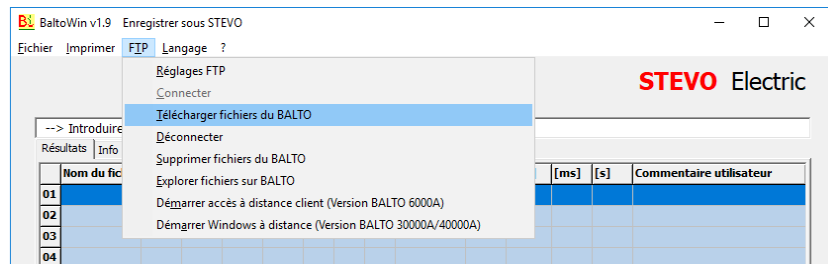 BaltoWin v1.9 Enregistrer sous STEVO
Fichier Imprimer FTP Langage ?
Réglages FTP
Connecter
STEVO Electric
Télécharger fichiers du BALTO
--> Introduire
Déconnecter
Résultats Info
Supprimer fichiers du BALTO
Nom du fic
Explorer fichiers sur BALTO
[ms] [s] Commentaire utilisateur
01
Démarrer accès à distance client (Version BALTO 6000A)
02
Démarrer Windows à distance (Version BALTO 30000A/40000A)
03
04